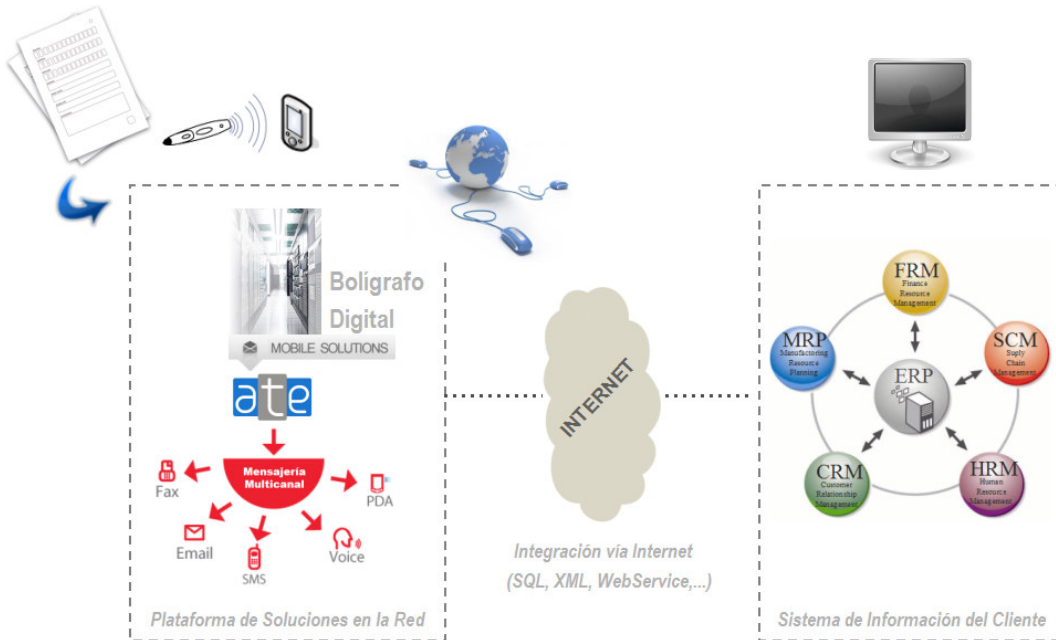 Bolígrafo
Digital
MOBILE SOLUTIONS
ate
Mensajería
Multicanal
Fax
Email
SMS
Voice
PDA
Plataforma de Soluciones en la Red
INTERNET
Integración vía Internet
(SQL, XML, WebService,...)
FRM
Finance
Resource
Management
MRP
Manufactoring
Resource
Planning
SCM
Suply
Chain
Management
ERP
CRM
Customer
Relationship
Management
HRM
Human
Resource
Management
Sistema de Información del Cliente